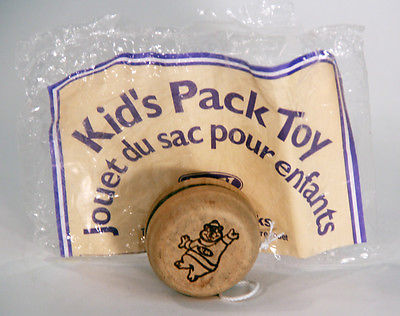 Kid's Pack Toy
Jouet du sac pour enfants